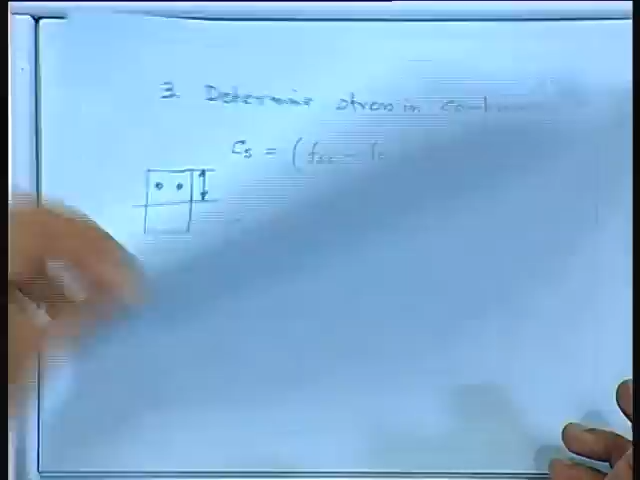 3. Determine stress in
Cs = ( fsc -